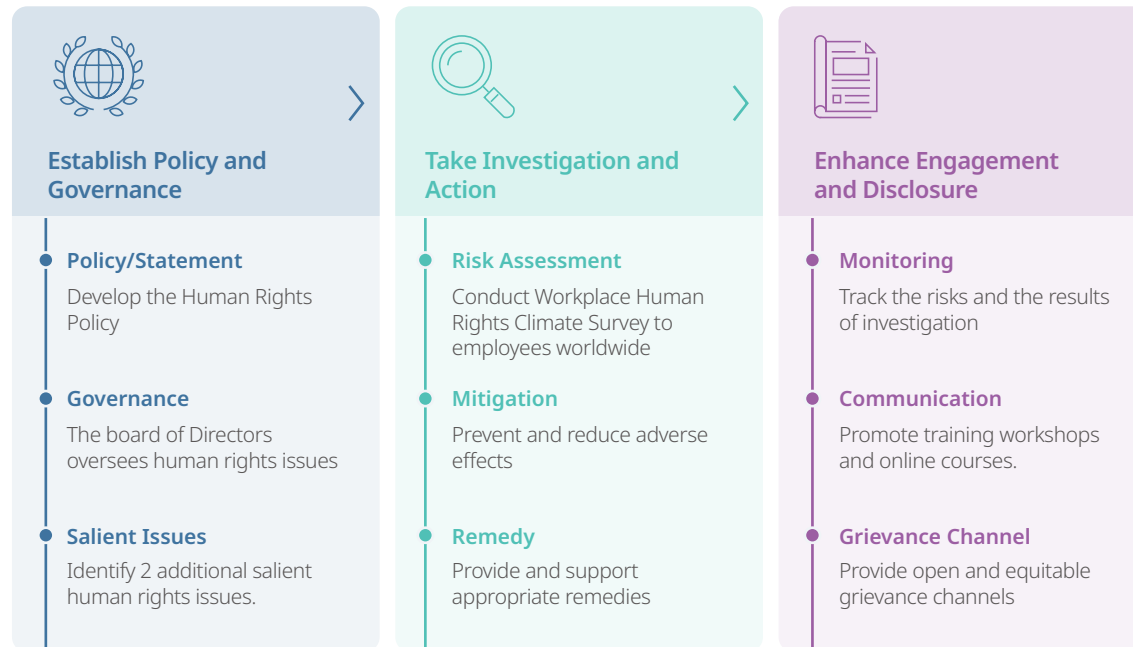 Establish Policy and
Governance
Policy/Statement
Develop the Human Rights
Policy
Governance
The board of Directors
oversees human rights issues
Salient Issues
Identify 2 additional salient
human rights issues.
Take Investigation and
Action
Risk Assessment
Conduct Workplace Human
Rights Climate Survey to
employees worldwide
Mitigation
Prevent and reduce adverse
effects
Remedy
Provide and support
appropriate remedies
Enhance Engagement
and Disclosure
Monitoring
Track the risks and the results
of investigation
Communication
Promote training workshops
and online courses.
Grievance Channel
Provide open and equitable
grievance channels